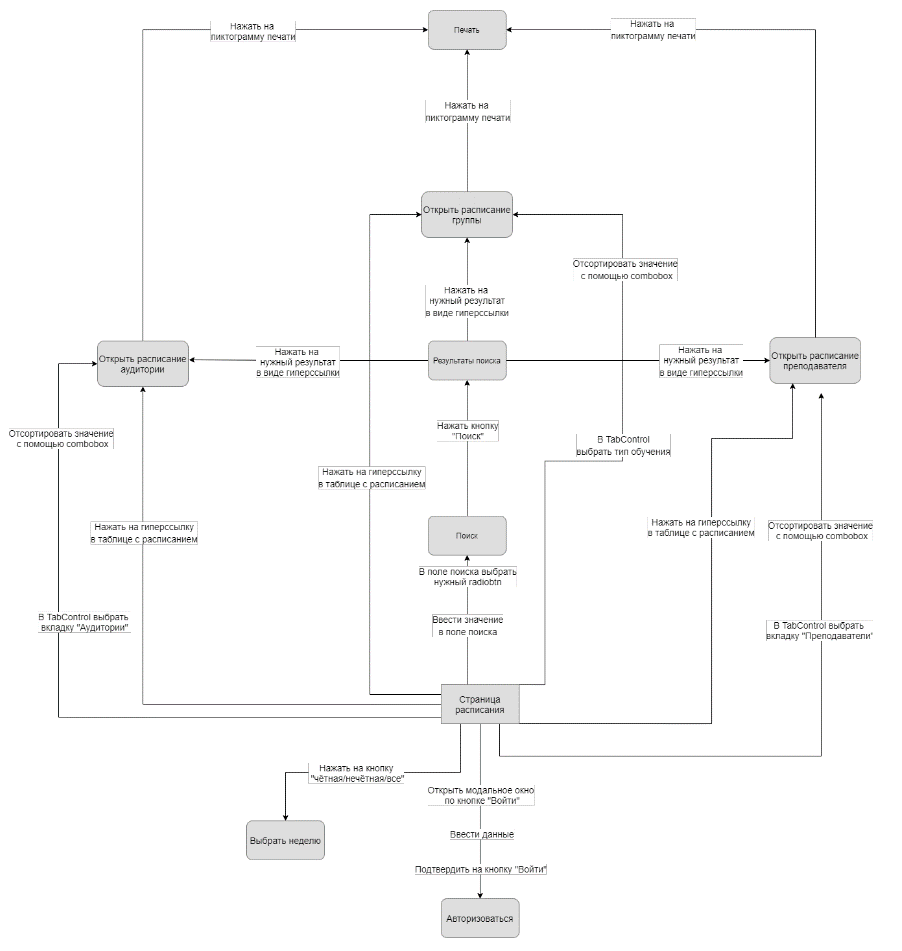 Нажать на
пиктограмму печати
Печать
Нажать на
пиктограмму печати
Нажать на
пиктограмму печати
Открыть расписание
группы
Отсортировать значение
с помощью combobox
Нажать на
нужный результат
в виде гиперссылки
Открыть расписание
аудитории
Нажать на
нужный результат
в виде гиперссылки
Результаты поиска
Нажать на
нужный результат
в виде гиперссылки
Открыть расписание
преподавателя
Отсортировать значение
с помощью combobox
Нажать кнопку
"Поиск"
В TabControl
выбрать тип обучения
Нажать на гиперссылку
в таблице с расписанием
Нажать на гиперссылку
в таблице с расписанием
Поиск
Нажать на гиперссылку
в таблице с расписанием
Отсортировать значение
с помощью combobox
В поле поиска выбрать
нужный radiobtn
В TabControl выбрать
вкладку "Аудитории"
Ввести значение
в поле поиска
В TabControl выбрать
вкладку "Преподаватели"
Страница
расписания
Нажать на кнопку
"чётная/нечётная/все"
Открыть модальное окно
по кнопке "Войти"
Выбрать неделю
Ввести данные
Подтвердить на кнопку "Войти"
Авторизоваться